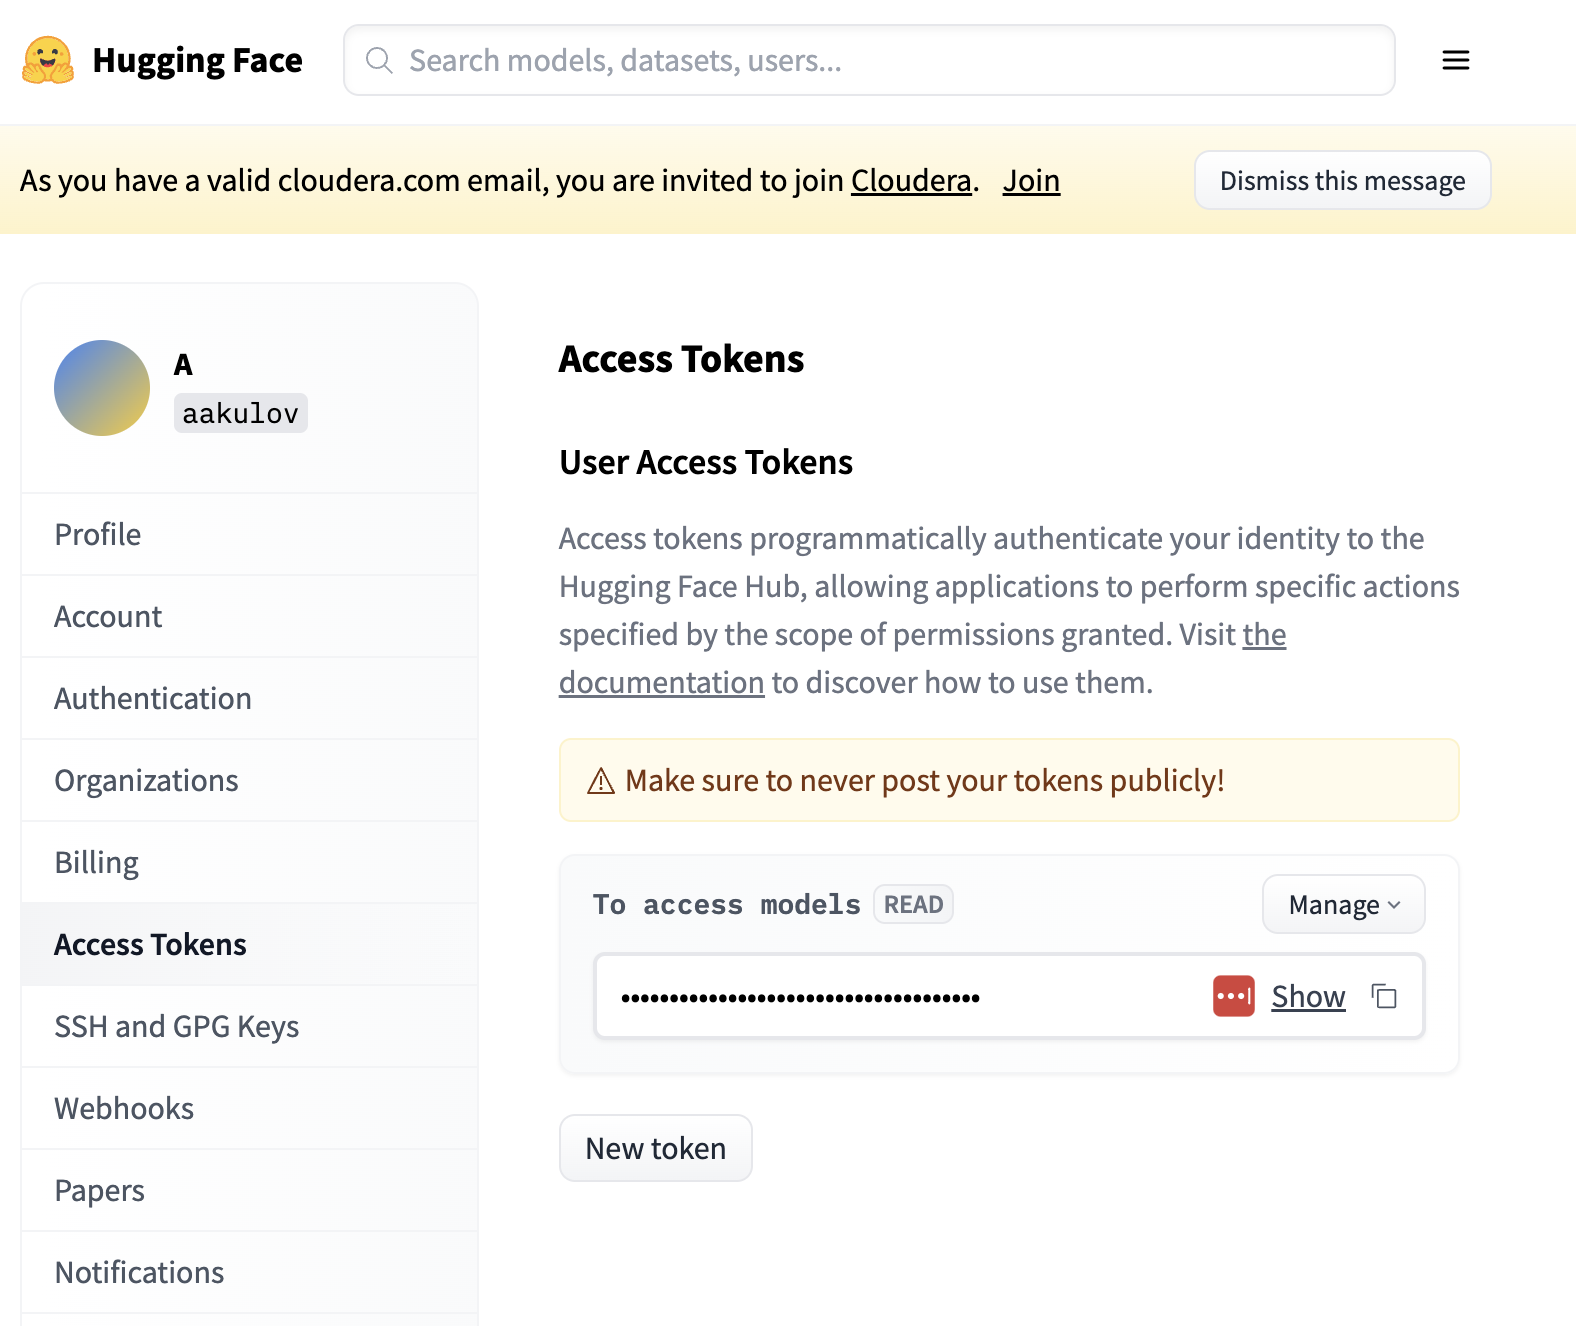 Hugging Face
Search models, datasets, users...
As you have a valid cloudera.com email, you are invited to join Cloudera. Join
Dismiss this message
A
aakulov
Profile
Account
Authentication
Organizations
Billing
Access Tokens
SSH and GPG Keys
Webhooks
Papers
Notifications
Access Tokens
User Access Tokens
Access tokens programmatically authenticate your identity to the
Hugging Face Hub, allowing applications to perform specific actions
specified by the scope of permissions granted. Visit the
documentation to discover how to use them.
Make sure to never post your tokens publicly!
To access models READ
Manage
•••••••••••••••••••••••••••••••••••••
Show
New token